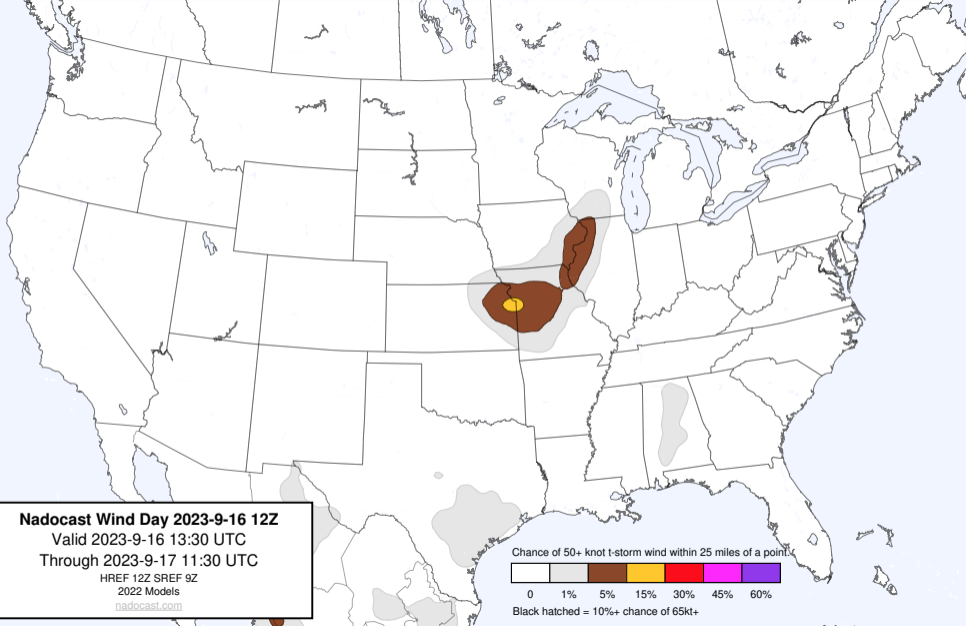 Nadocast Wind Day 2023-9-16 12Z
Valid 2023-9-16 13:30 UTC
Through 2023-9-17 11:30 UTC
HREF 12Z SREF 9Z
2022 Models
nadocast.com
Chance of 50+ knot t-storm wind within 25 miles of a point.
0 1% 5% 15% 30% 45% 60%
Black hatched = 10%+ chance of 65kt+